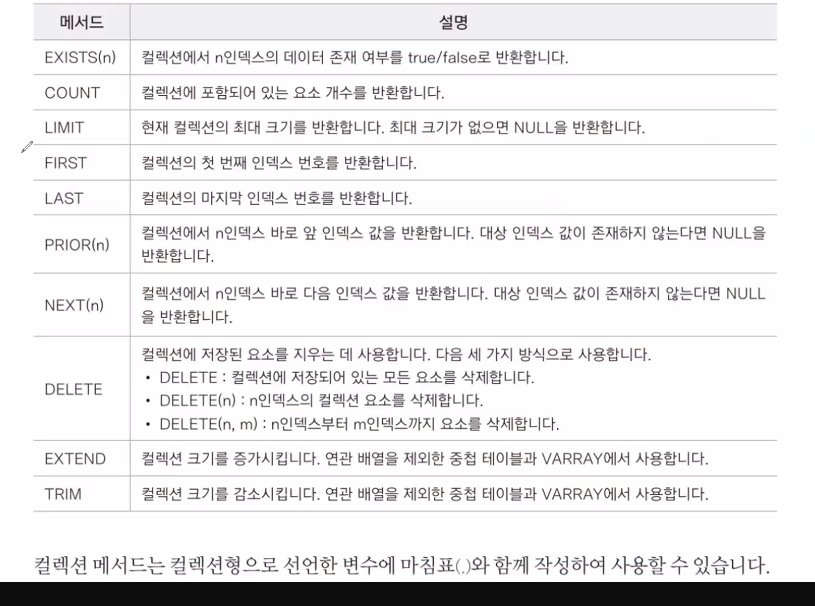 메서드 설명
EXISTS(n) 컬렉션에서 n인덱스의 데이터 존재 여부를 true/false로 반환합니다.
COUNT 컬렉션에 포함되어 있는 요소 개수를 반환합니다.
LIMIT 현재 컬렉션의 최대 크기를 반환합니다. 최대 크기가 없으면 NULL을 반환합니다.
FIRST 컬렉션의 첫 번째 인덱스 번호를 반환합니다.
LAST 컬렉션의 마지막 인덱스 번호를 반환합니다.
PRIOR(n) 컬렉션에서 n인덱스 바로 앞 인덱스 값을 반환합니다. 대상 인덱스 값이 존재하지 않는다면 NULL을
반환합니다.
NEXT(n) 컬렉션에서 n인덱스 바로 다음 인덱스 값을 반환합니다. 대상 인덱스 값이 존재하지 않는다면 NULL
을 반환합니다.
DELETE 컬렉션에 저장된 요소를 지우는 데 사용합니다. 다음 세 가지 방식으로 사용합니다.
• DELETE : 컬렉션에 저장되어 있는 모든 요소를 삭제합니다.
• DELETE(n) : n인덱스의 컬렉션 요소를 삭제합니다.
• DELETE(n, m) : n인덱스부터 m인덱스까지 요소를 삭제합니다.
EXTEND 컬렉션 크기를 증가시킵니다. 연관 배열을 제외한 중첩 테이블과 VARRAY에서 사용합니다.
TRIM 컬렉션 크기를 감소시킵니다. 연관 배열을 제외한 중첩 테이블과 VARRAY에서 사용합니다.
컬렉션 메서드는 컬렉션형으로 선언한 변수에 마침표(.)와 함께 작성하여 사용할 수 있습니다.